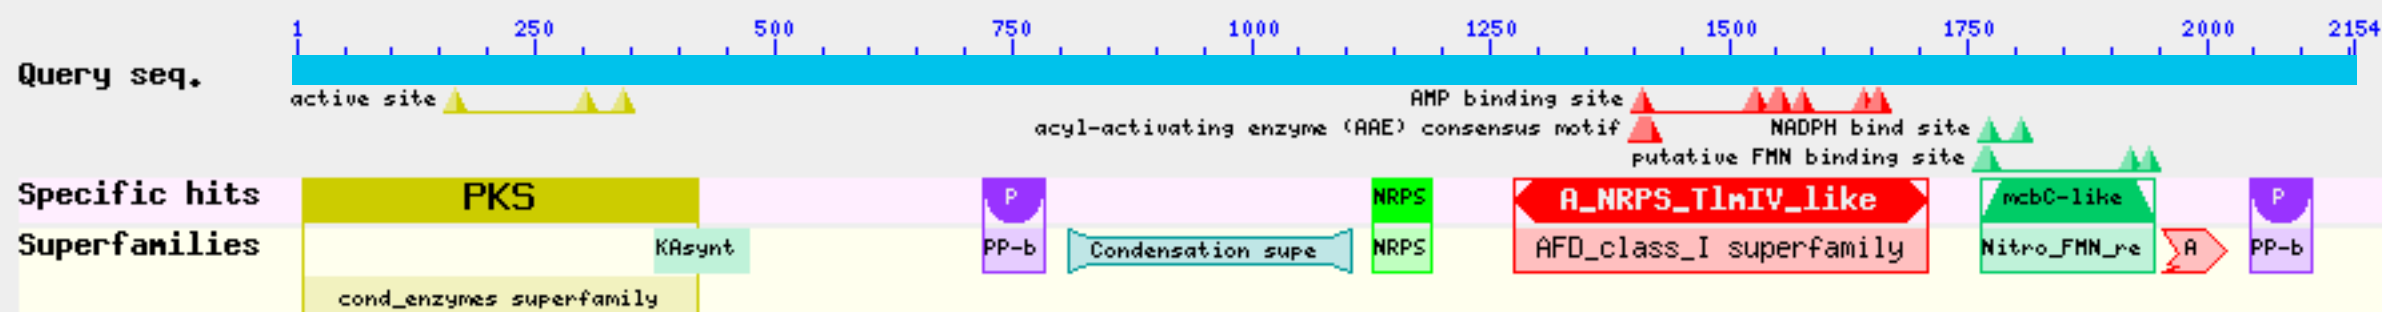 1 250 500 750 1000 1250 1500 1750 2000 2154
Query seq.
active site AMP binding site
acyl-activating enzyme (AAE) consensus motif NADPH bind site
putative FMN binding site
Specific hits PKS P NRPS A_NRPS_TlmIV_like mcbC-like P
Superfamilies KAsynt PP-b Condensation supe NRPS AFD_class_I superfamily Nitro_FMN_re A PP-b
cond_enzymes superfamily